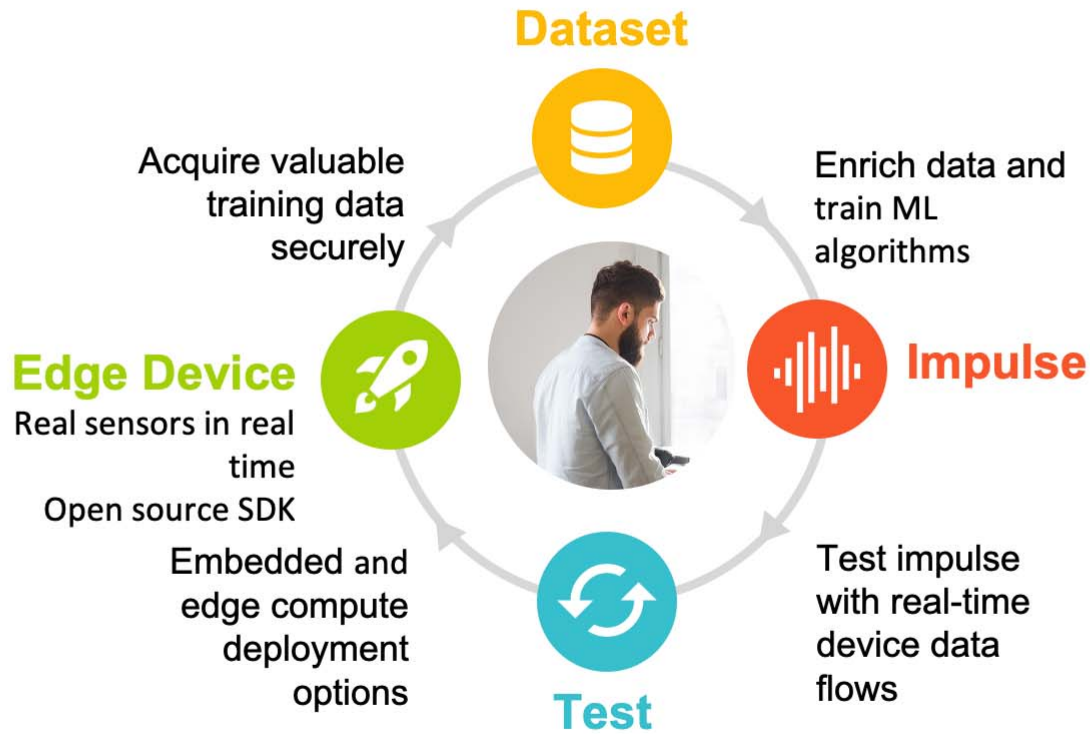 Dataset
Acquire valuable
training data
securely
Enrich data and
train ML
algorithms
Edge Device
Real sensors in real
time
Open source SDK
Impulse
Embedded and
edge compute
deployment
options
Test impulse
with real-time
device data
flows
Test